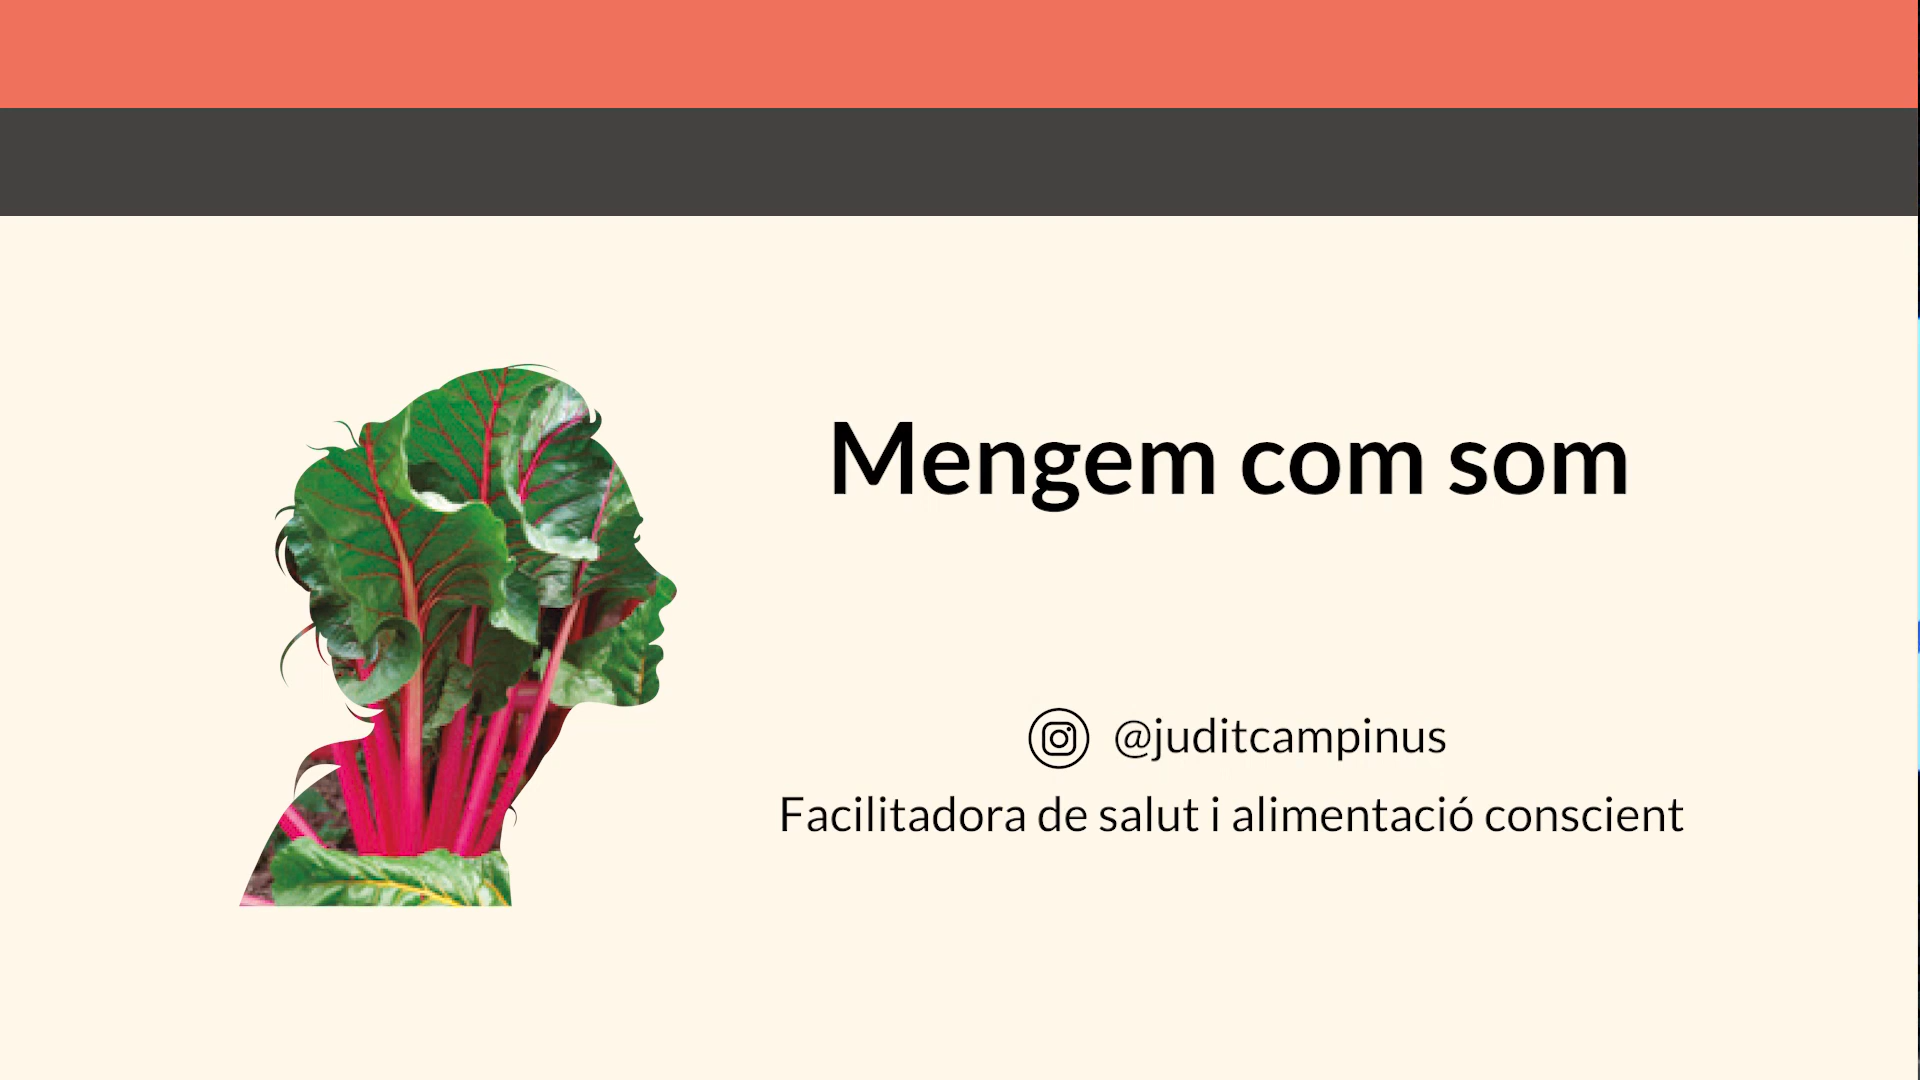 Mengem com som
@juditcampinus
Facilitadora de salut i alimentació conscient